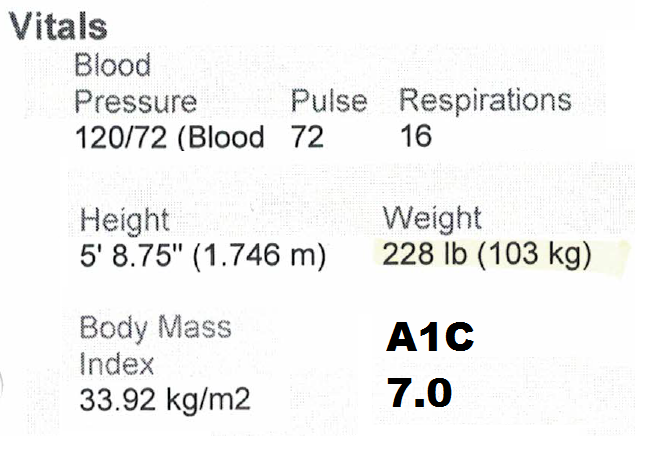 Vitals
Blood
Pressure Pulse Respirations
120/72 (Blood 72 16
Height Weight
5' 8.75" (1.746 m) 228 lb (103 kg)
Body Mass
Index
33.92 kg/m2
A1C
7.0